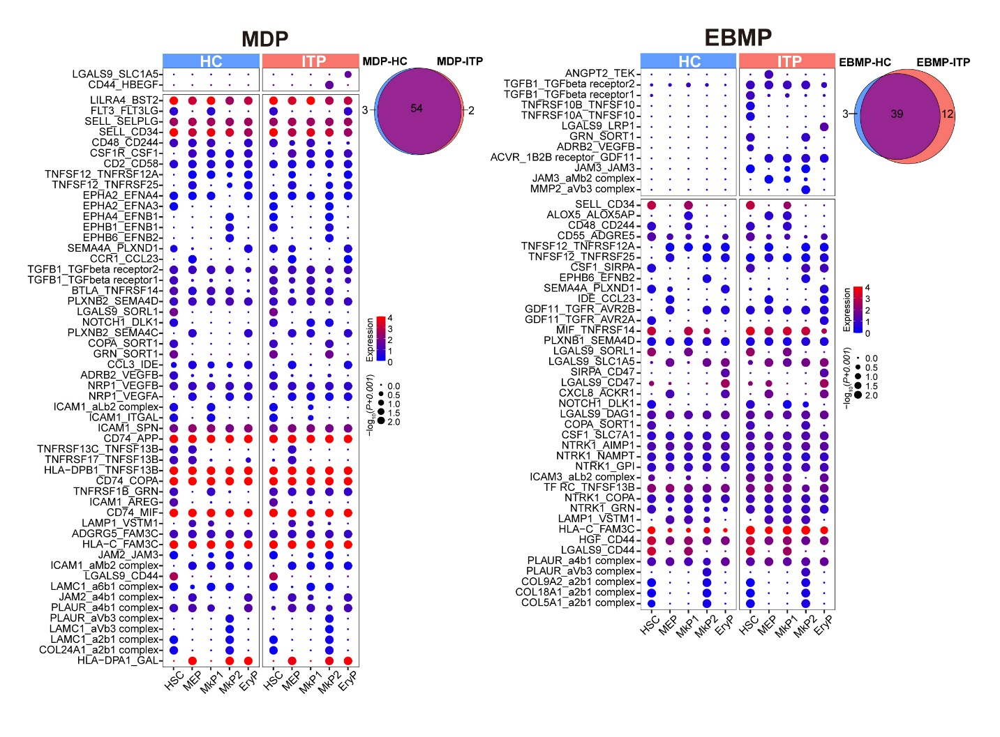 MDP
HC
ITP
MDP-HC
MDP-ITP
3
54
2
LGALS9_SLC1A5
CD44_HBEGF
LILRA4_BST2
FLT3_FLT3LG
SELL_SELPLG
SELL_CD34
CD48_CD244
CSF1R_CSF1
CD2_CD58
TNFSF12_TNFRSF12A
TNFSF12_TNFRSF25
EPHA2_EFNA4
EPHA2_EFNA3
EPHA4_EFNB1
EPHB1_EFNB1
EPHB6_EFNB2
SEMA4A_PLXND1
CCR1_CCL23
TGFB1_TGFbeta receptor2
TGFB1_TGFbeta receptor1
BTLA_TNFRSF14
PLXNB2_SEMA4D
LGALS9_SORL1
NOTCH1_DLK1
PLXNB2_SEMA4C
COPA_SORT1
GRN_SORT1
CCL3_IDE
ADRB2_VEGFB
NRP1_VEGFB
NRP1_VEGFA
ICAM1_aLb2 complex
ICAM1_ITGAL
ICAM1_SPN
CD74_APP
TNFRSF13C_TNFSF13B
TNFRSF17_TNFSF13B
HLA-DPB1_TNFSF13B
CD74_COPA
TNFRSF1B_GRN
ICAM1_AREG
CD74_MIF
LAMP1_VSTM1
ADGRG5_FAM3C
HLA-C_FAM3C
JAM2_JAM3
ICAM1_aMb2 complex
LGALS9_CD44
LAMC1_a6b1 complex
JAM2_a4b1 complex
PLAUR_a4b1 complex
PLAUR_aVb3 complex
LAMC1_aVb3 complex
LAMC1_a2b1 complex
COL24A1_a2b1 complex
HLA-DPA1_GAL
HSC MEP MkP1 MkP2 EryP HSC MEP MkP1 MkP2 EryP
Expression
4
3
2
1
0
-log10(P+0.001)
0.0
0.5
1.0
1.5
2.0
EBMP
HC
ITP
EBMP-HC
EBMP-ITP
3
39
12
ANGPT2_TEK
TGFB1_TGFbeta receptor2
TGFB1_TGFbeta receptor1
TNFRSF10B_TNFSF10
TNFRSF10A_TNFSF10
LGALS9_LRP1
GRN_SORT1
ADRB2_VEGFB
ACVR_1B2B receptor_GDF11
JAM3_JAM3
JAM3_aMb2 complex
MMP2_aVb3 complex
SELL_CD34
ALOX5_ALOX5AP
CD48_CD244
CD55_ADGRE5
TNFSF12_TNFRSF12A
TNFSF12_TNFRSF25
CSF1_SIRPA
EPHB6_EFNB2
SEMA4A_PLXND1
IDE_CCL23
GDF11_TGFR_AVR2B
GDF11_TGFR_AVR2A
MIF_TNFRSF14
PLXNB1_SEMA4D
LGALS9_SORL1
LGALS9_SLC1A5
SIRPA_CD47
LGALS9_CD47
CXCL8_ACKR1
NOTCH1_DLK1
LGALS9_DAG1
COPA_SORT1
CSF1_SLC7A1
NTRK1_AIMP1
NTRK1_NAMPT
NTRK1_GPI
ICAM3_aLb2 complex
TF RC_TNFSF13B
NTRK1_COPA
NTRK1_GRN
LAMP1_VSTM1
HLA-C_FAM3C
HGF_CD44
LGALS9_CD44
PLAUR_a4b1 complex
PLAUR_aVb3 complex
COL9A2_a2b1 complex
COL18A1_a2b1 complex
COL5A1_a2b1 complex
HSC MEP MkP1 MkP2 EryP HSC MEP MkP1 MkP2 EryP
Expression
4
3
2
1
0
-log10(P+0.001)
0.0
0.5
1.0
1.5
2.0